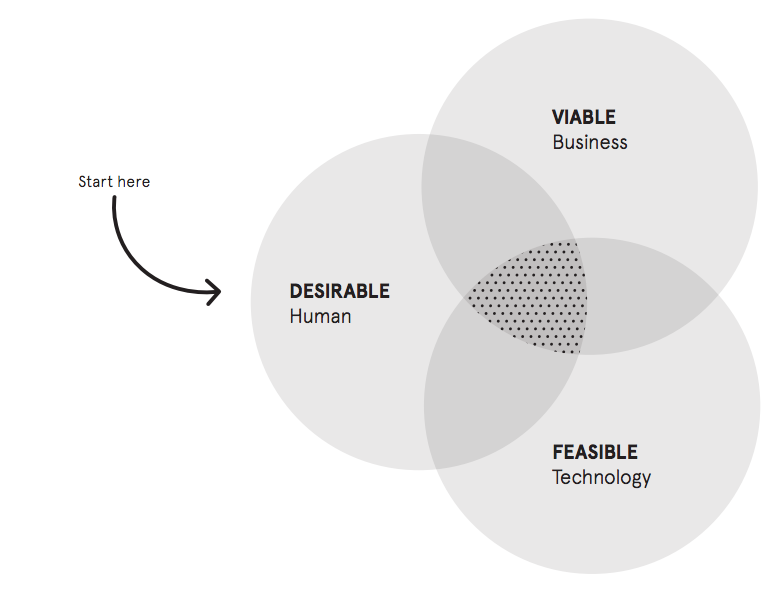 Start here
VIABLE
Business
DESIRABLE
Human
FEASIBLE
Technology